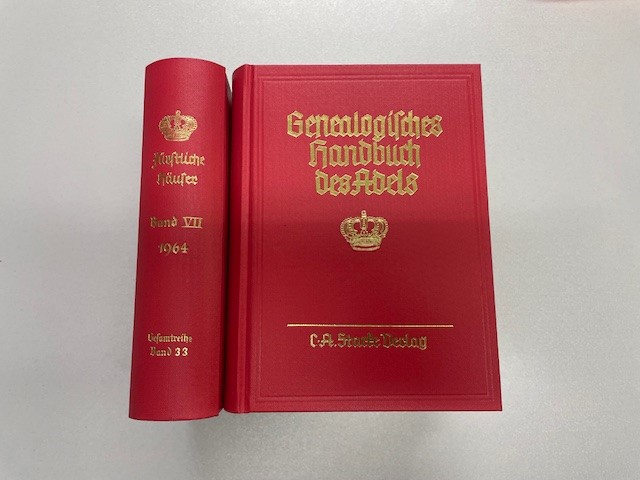 Fürstliche
Häuser
Band VII
1964
Gesamtreihe
Band 33
Genealogisches
Handbuch
des Adels
C. A. Starke Verlag